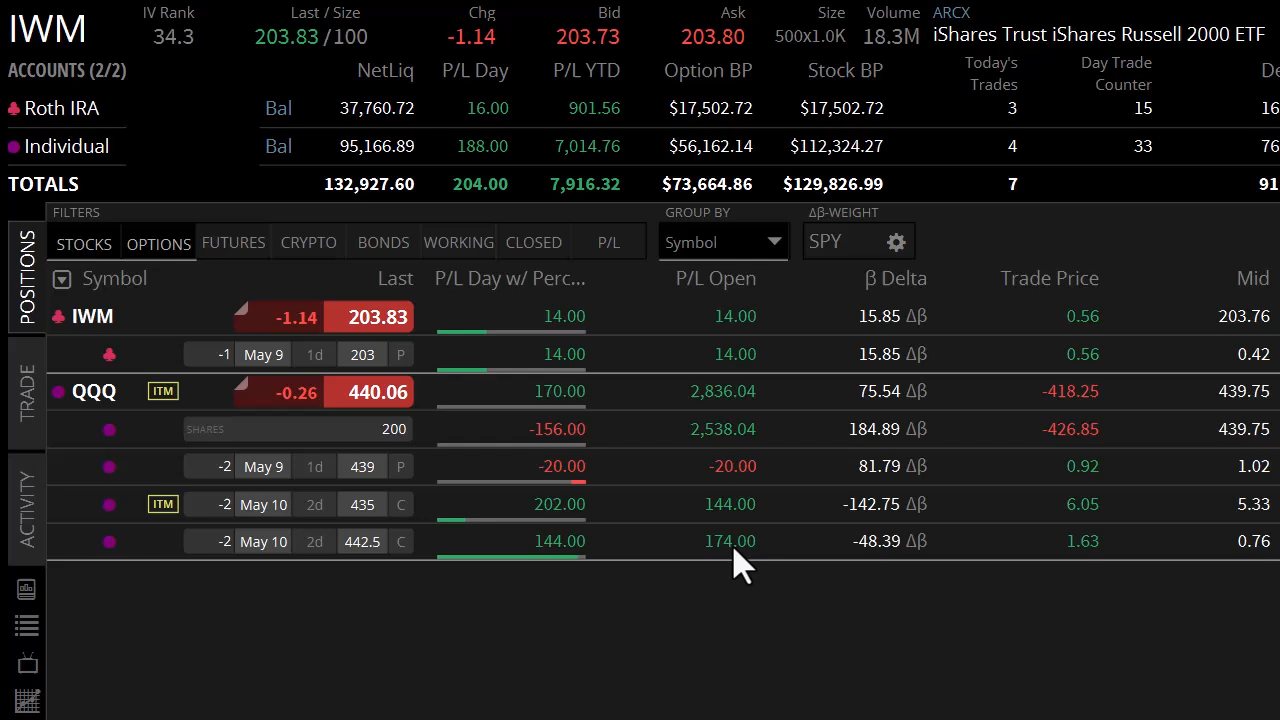 IWM IV Rank 34.3 Last / Size 203.83 /100 Chg -1.14 Bid 203.73 Ask 203.80 Size 500x1.0K Volume 18.3M ARCX
iShares Trust iShares Russell 2000 ETF
ACCOUNTS (2/2) NetLiq P/L Day P/L YTD Option BP Stock BP Today's Trades Day Trade Counter De
Roth IRA Bal 37,760.72 16.00 901.56 $17,502.72 $17,502.72 3 15 16
Individual Bal 95,166.89 188.00 7,014.76 $56,162.14 $112,324.27 4 33 76
TOTALS 132,927.60 204.00 7,916.32 $73,664.86 $129,826.99 7 91
FILTERS GROUP BY Δβ-WEIGHT
STOCKS OPTIONS FUTURES CRYPTO BONDS WORKING CLOSED P/L Symbol SPY
POSITIONS
TRADE
ACTIVITY
Symbol Last P/L Day w/ Perc... P/L Open β Delta Trade Price Mid
IWM -1.14 203.83 14.00 14.00 15.85 Δβ 0.56 203.76
-1 May 9 1d 203 P 14.00 14.00 15.85 Δβ 0.56 0.42
QQQ ITM -0.26 440.06 170.00 2,836.04 75.54 Δβ -418.25 439.75
SHARES 200 -156.00 2,538.04 184.89 Δβ -426.85 439.75
-2 May 9 1d 439 P -20.00 -20.00 81.79 Δβ 0.92 1.02
ITM -2 May 10 2d 435 C 202.00 144.00 -142.75 Δβ 6.05 5.33
-2 May 10 2d 442.5 C 144.00 174.00 -48.39 Δβ 1.63 0.76